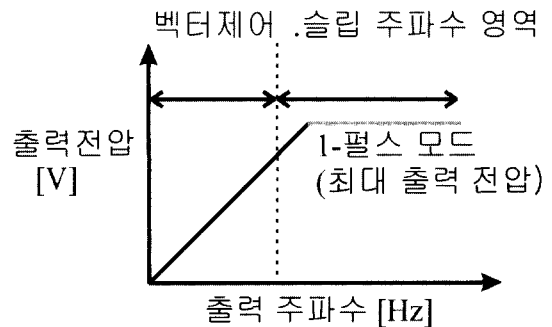 벡터제어 .슬립 주파수 영역
출력전압
[V]
1-펄스 모드
(최대 출력 전압)
출력 주파수 [Hz]